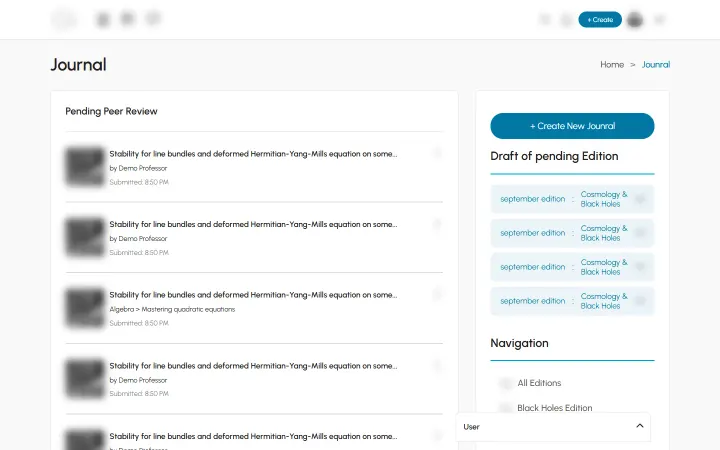 + Create
Journal
Home > Jounral
Pending Peer Review
Stability for line bundles and deformed Hermitian-Yang-Mills equation on some...
by Demo Professor
Submitted: 8:50 PM
Stability for line bundles and deformed Hermitian-Yang-Mills equation on some...
by Demo Professor
Submitted: 8:50 PM
Stability for line bundles and deformed Hermitian-Yang-Mills equation on some...
Algebra > Mastering quadratic equations
Submitted: 8:50 PM
Stability for line bundles and deformed Hermitian-Yang-Mills equation on some...
by Demo Professor
Submitted: 8:50 PM
Stability for line bundles and deformed Hermitian-Yang-Mills equation on some...
by Demo Professor
+ Create New Jounral
Draft of pending Edition
september edition : Cosmology &
Black Holes
september edition : Cosmology &
Black Holes
september edition : Cosmology &
Black Holes
september edition : Cosmology &
Black Holes
Navigation
All Editions
Black Holes Edition
User